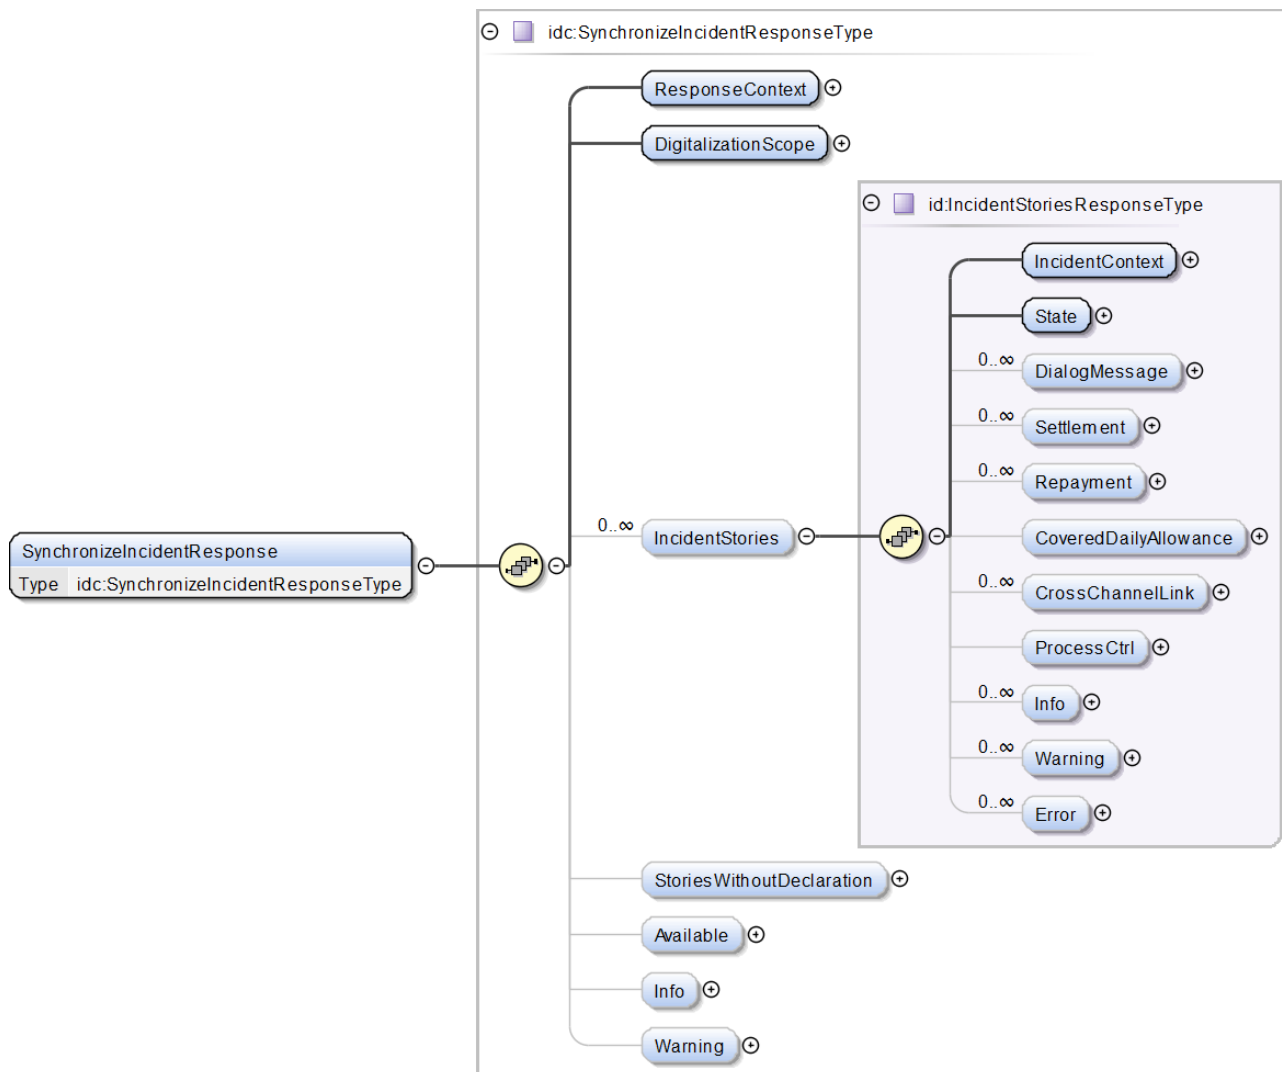 idc:SynchronizeIncidentResponseType
ResponseContext
DigitalizationScope
id:IncidentStoriesResponseType
IncidentContext
State
0..∞ DialogMessage
0..∞ Settlement
0..∞ Repayment
0..∞ IncidentStories
CoveredDailyAllowance
SynchronizeIncidentResponse
Type idc:SynchronizeIncidentResponseType
0..∞ CrossChannelLink
ProcessCtrl
0..∞ Info
0..∞ Warning
0..∞ Error
StoriesWithoutDeclaration
Available
Info
Warning